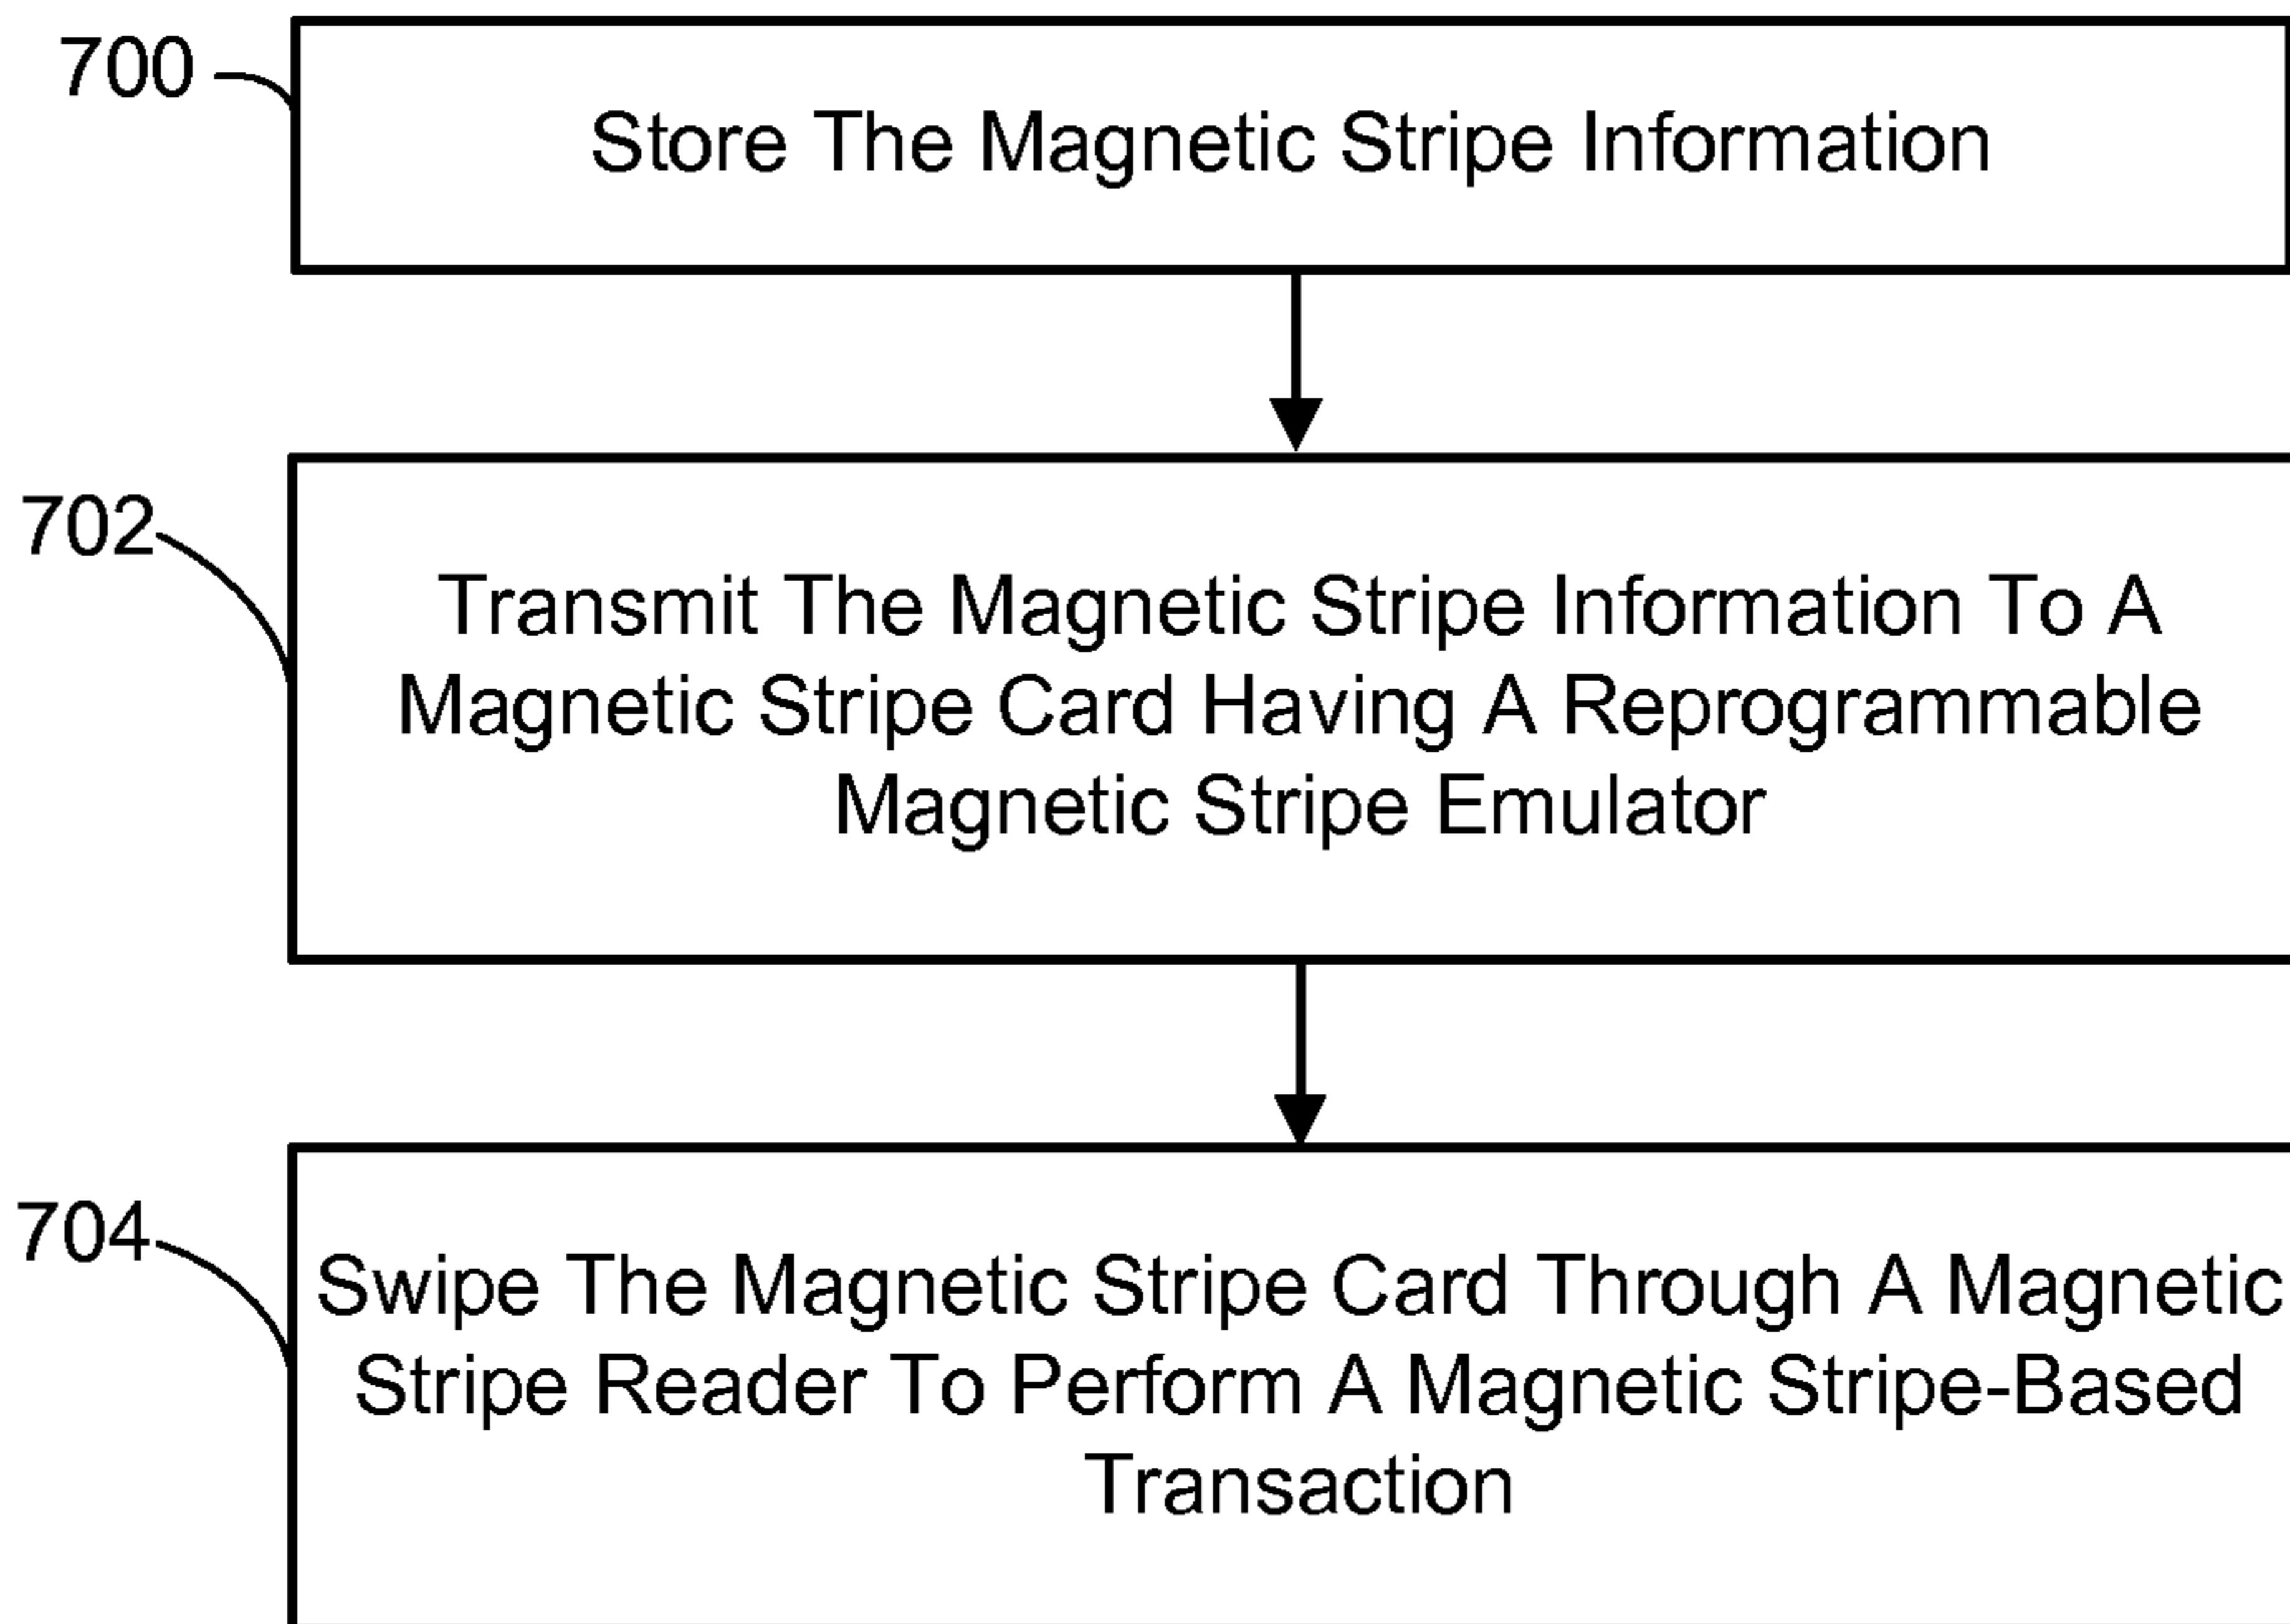 700
Store The Magnetic Stripe Information
702
Transmit The Magnetic Stripe Information To A
Magnetic Stripe Card Having A Reprogrammable
Magnetic Stripe Emulator
704
Swipe The Magnetic Stripe Card Through A Magnetic
Stripe Reader To Perform A Magnetic Stripe-Based
Transaction